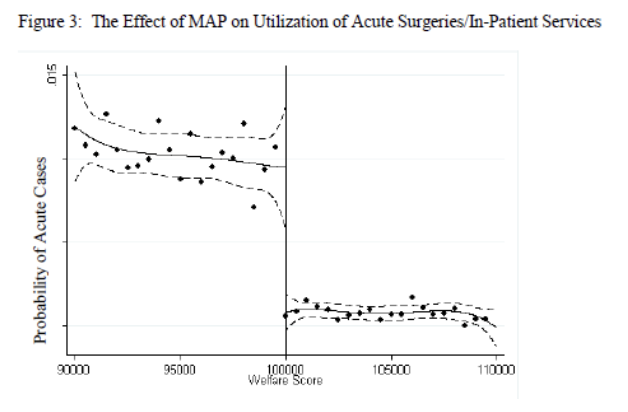 Figure 3:  The Effect of MAP on Utilization of Acute Surgeries/In-Patient Services
.015
Probability of Acute Cases
90000
95000
100000
105000
110000
Welfare Score